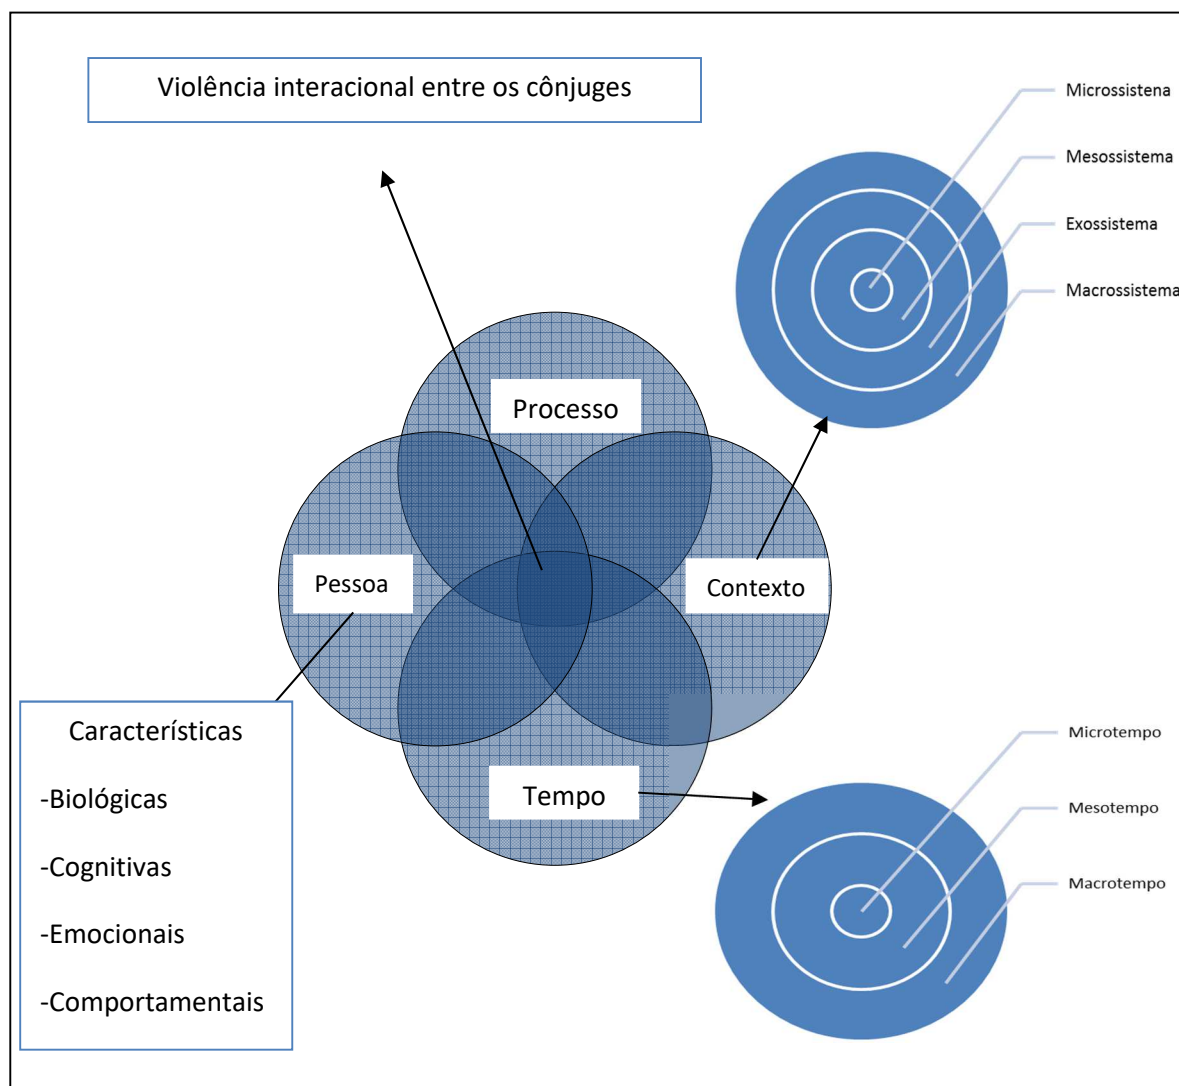 Violência interacional entre os cônjuges
Microssistena
Mesossistema
Exossistema
Macrossistema
Processo
Pessoa
Contexto
Tempo
Características
-Biológicas
-Cognitivas
-Emocionais
-Comportamentais
Microtempo
Mesotempo
Macrotempo